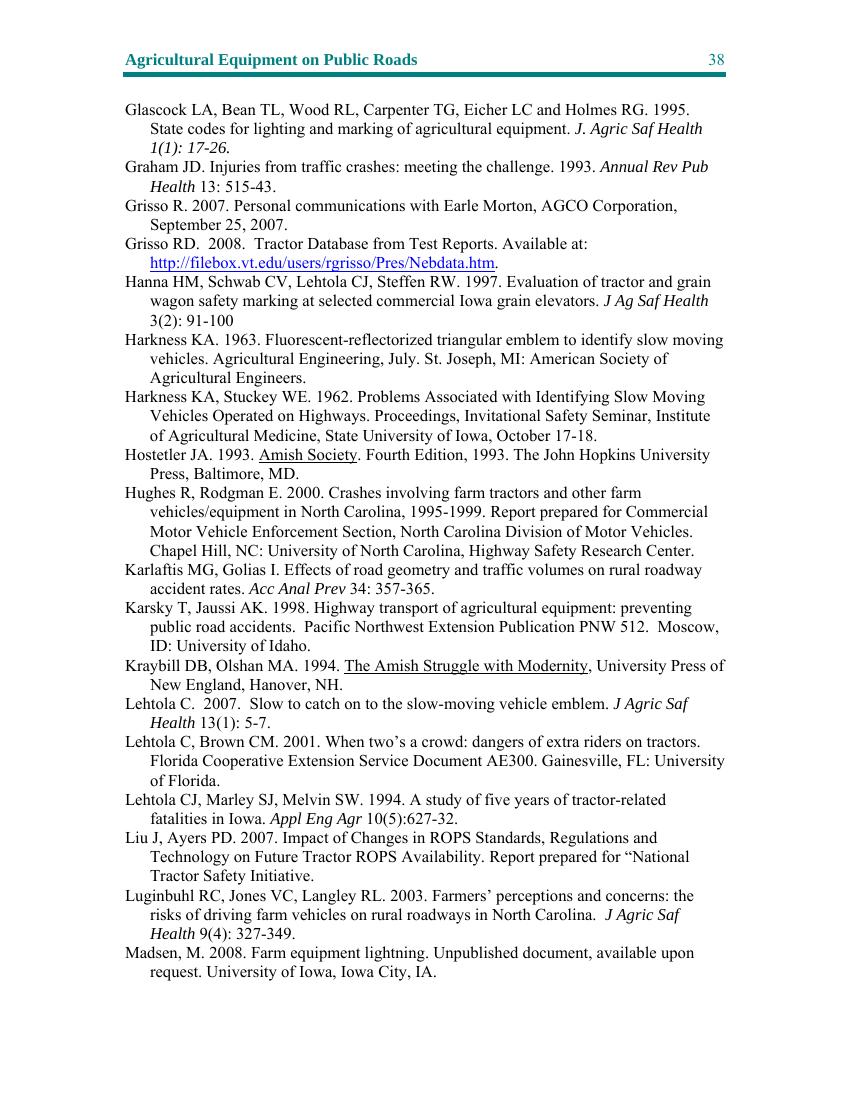 Agricultural Equipment on Public Roads 38
Glascock LA, Bean TL, Wood RL, Carpenter TG, Eicher LC and Holmes RG. 1995.
State codes for lighting and marking of agricultural equipment. J. Agric Saf Health
1(1): 17-26.
Graham JD. Injuries from traffic crashes: meeting the challenge. 1993. Annual Rev Pub
Health 13: 515-43.
Grisso R. 2007. Personal communications with Earle Morton, AGCO Corporation,
September 25, 2007.
Grisso RD.  2008.  Tractor Database from Test Reports. Available at:
http://filebox.vt.edu/users/rgrisso/Pres/Nebdata.htm.
Hanna HM, Schwab CV, Lehtola CJ, Steffen RW. 1997. Evaluation of tractor and grain
wagon safety marking at selected commercial Iowa grain elevators. J Ag Saf Health
3(2): 91-100
Harkness KA. 1963. Fluorescent-reflectorized triangular emblem to identify slow moving
vehicles. Agricultural Engineering, July. St. Joseph, MI: American Society of
Agricultural Engineers.
Harkness KA, Stuckey WE. 1962. Problems Associated with Identifying Slow Moving
Vehicles Operated on Highways. Proceedings, Invitational Safety Seminar, Institute
of Agricultural Medicine, State University of Iowa, October 17-18.
Hostetler JA. 1993. Amish Society. Fourth Edition, 1993. The John Hopkins University
Press, Baltimore, MD.
Hughes R, Rodgman E. 2000. Crashes involving farm tractors and other farm
vehicles/equipment in North Carolina, 1995-1999. Report prepared for Commercial
Motor Vehicle Enforcement Section, North Carolina Division of Motor Vehicles.
Chapel Hill, NC: University of North Carolina, Highway Safety Research Center.
Karlaftis MG, Golias I. Effects of road geometry and traffic volumes on rural roadway
accident rates. Acc Anal Prev 34: 357-365.
Karsky T, Jaussi AK. 1998. Highway transport of agricultural equipment: preventing
public road accidents.  Pacific Northwest Extension Publication PNW 512.  Moscow,
ID: University of Idaho.
Kraybill DB, Olshan MA. 1994. The Amish Struggle with Modernity, University Press of
New England, Hanover, NH.
Lehtola C.  2007.  Slow to catch on to the slow-moving vehicle emblem. J Agric Saf
Health 13(1): 5-7.
Lehtola C, Brown CM. 2001. When two’s a crowd: dangers of extra riders on tractors.
Florida Cooperative Extension Service Document AE300. Gainesville, FL: University
of Florida.
Lehtola CJ, Marley SJ, Melvin SW. 1994. A study of five years of tractor-related
fatalities in Iowa. Appl Eng Agr 10(5):627-32.
Liu J, Ayers PD. 2007. Impact of Changes in ROPS Standards, Regulations and
Technology on Future Tractor ROPS Availability. Report prepared for “National
Tractor Safety Initiative.
Luginbuhl RC, Jones VC, Langley RL. 2003. Farmers’ perceptions and concerns: the
risks of driving farm vehicles on rural roadways in North Carolina.  J Agric Saf
Health 9(4): 327-349.
Madsen, M. 2008. Farm equipment lightning. Unpublished document, available upon
request. University of Iowa, Iowa City, IA.